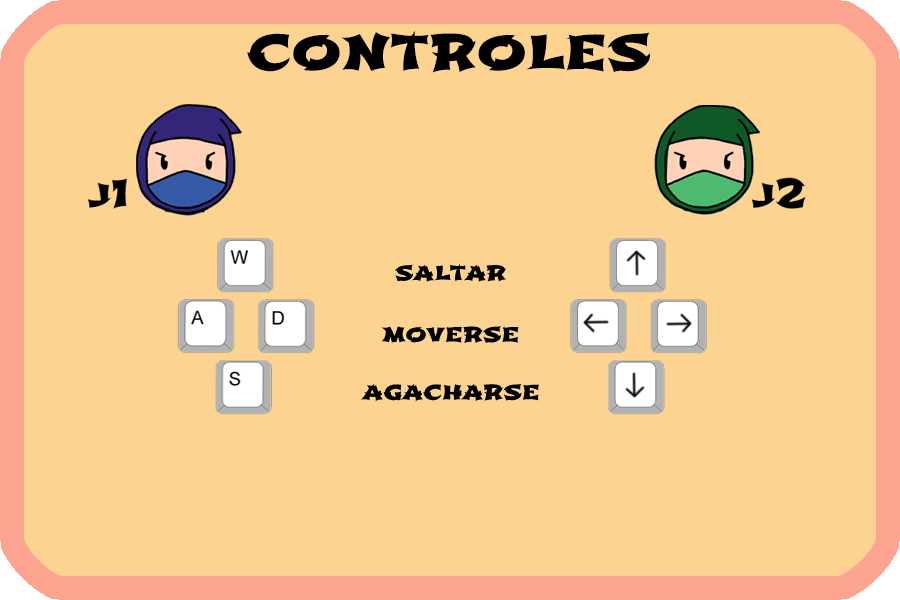 CONTROLES
J1
J2
W
SALTAR
↑
A D
MOVERSE
← →
S
AGACHARSE
↓